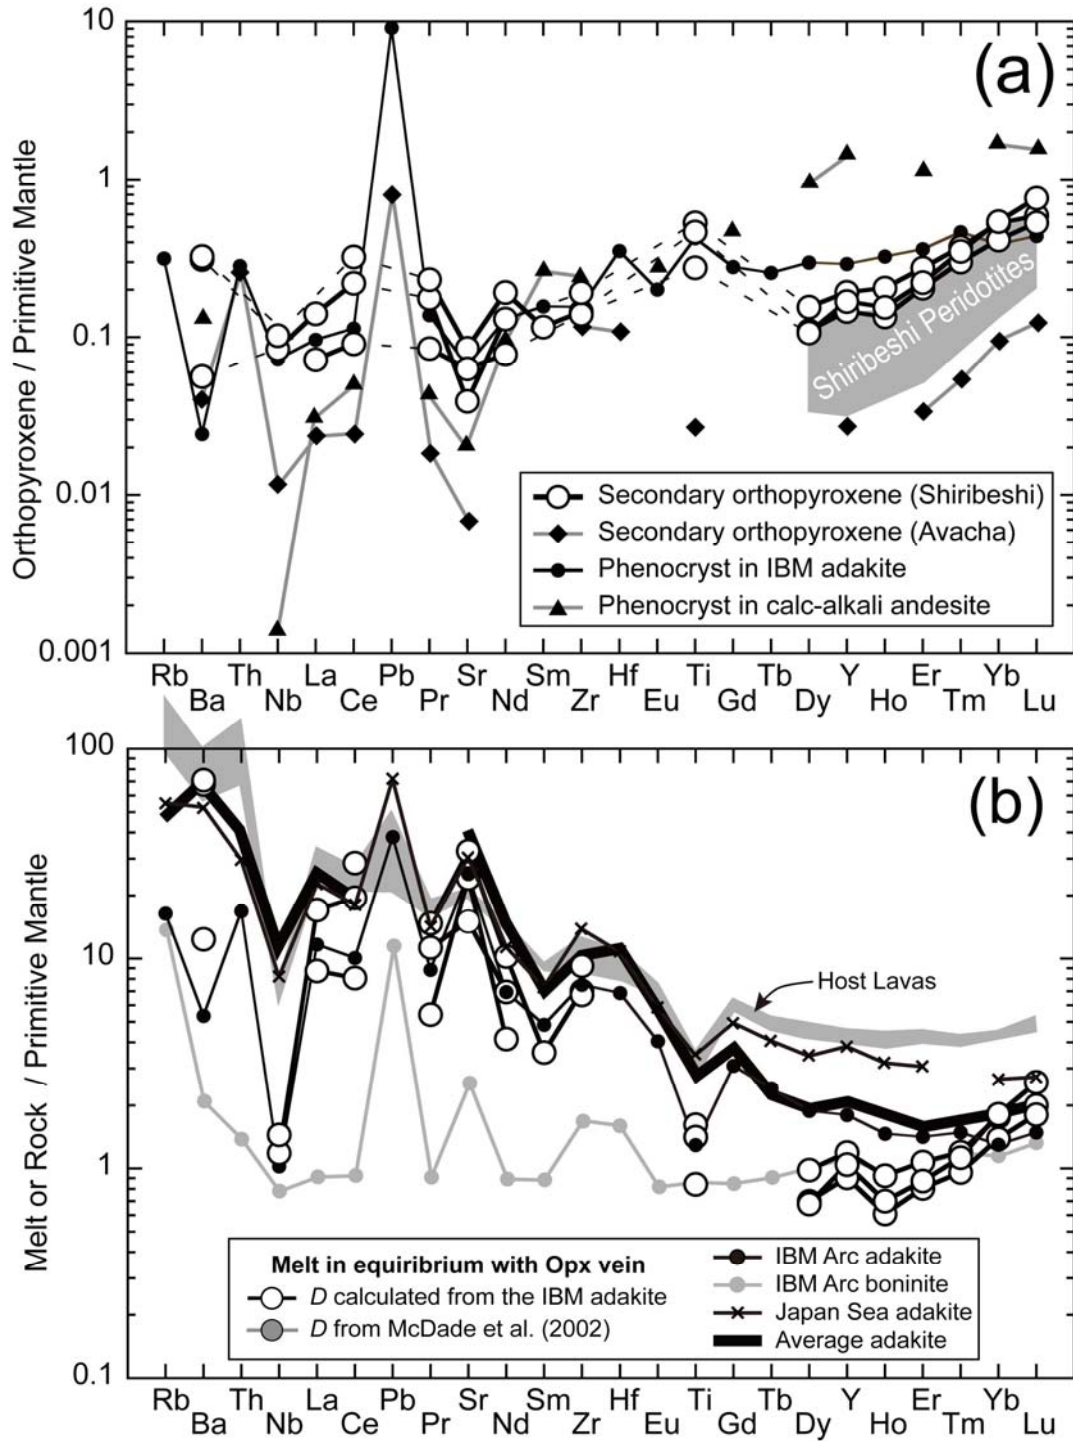 (a)
10
1
0.1
0.01
0.001
Orthopyroxene / Primitive Mantle
Shiribeshi Peridotites
Secondary orthopyroxene (Shiribeshi)
Secondary orthopyroxene (Avacha)
Phenocryst in IBM adakite
Phenocryst in calc-alkali andesite
Rb Th La Pb Sr Sm Hf Ti Tb Y Er Yb
Ba Nb Ce Pr Nd Zr Eu Gd Dy Ho Tm Lu
(b)
100
10
1
0.1
Melt or Rock / Primitive Mantle
Host Lavas
Melt in equiribrium with Opx vein
D calculated from the IBM adakite
D from McDade et al. (2002)
IBM Arc adakite
IBM Arc boninite
Japan Sea adakite
Average adakite
Rb Th La Pb Sr Sm Hf Ti Tb Y Er Yb
Ba Nb Ce Pr Nd Zr Eu Gd Dy Ho Tm Lu